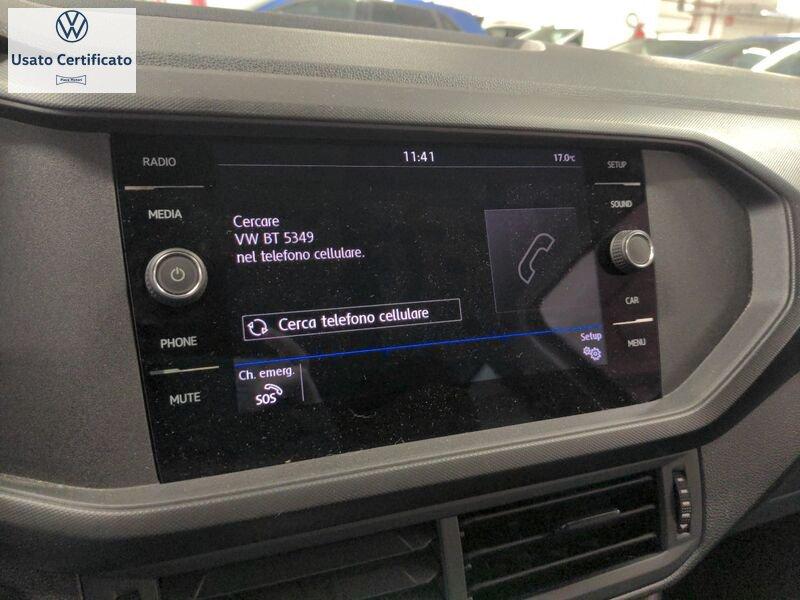 Usato Certificato
RADIO
MEDIA
PHONE
MUTE
11:41
17.0°C
Cercare
VW BT 5349
nel telefono cellulare.
Cerca telefono cellulare
Setup
Ch. emerg.
SOS
SETUP
SOUND
CAR
MENU